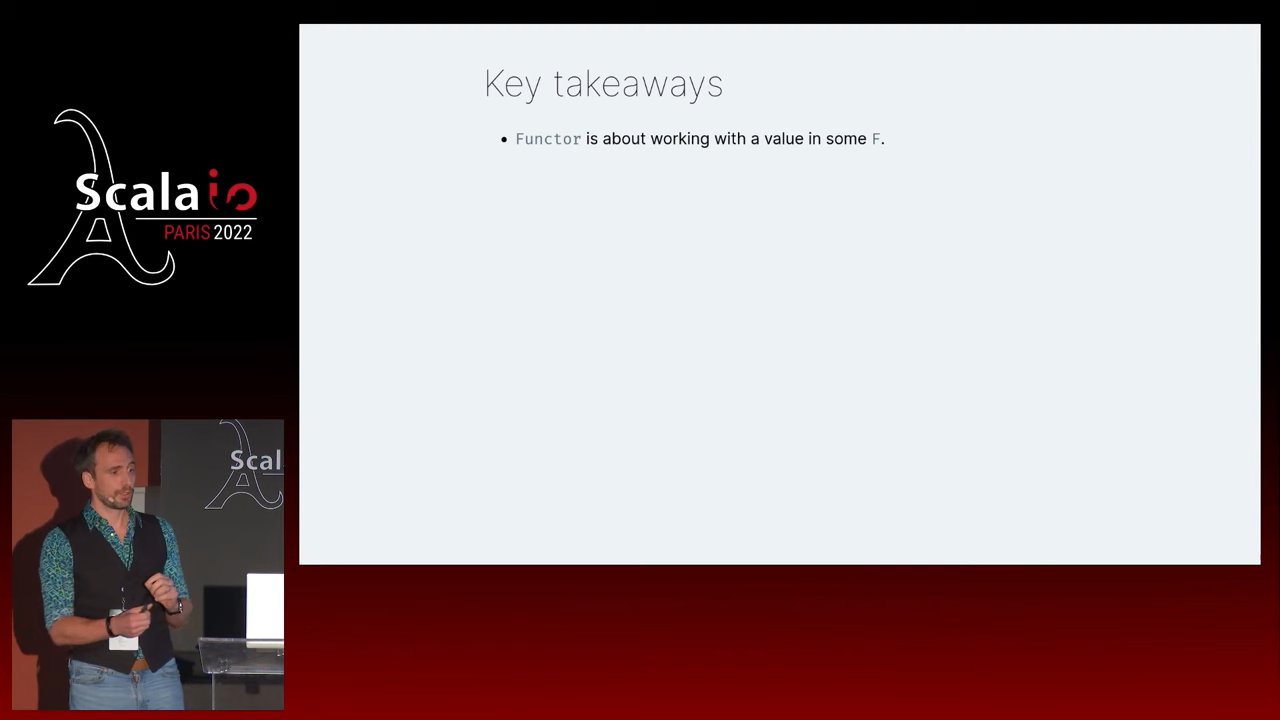 Key takeaways
• Functor is about working with a value in some F.
Scala io
PARIS 2022
Scal